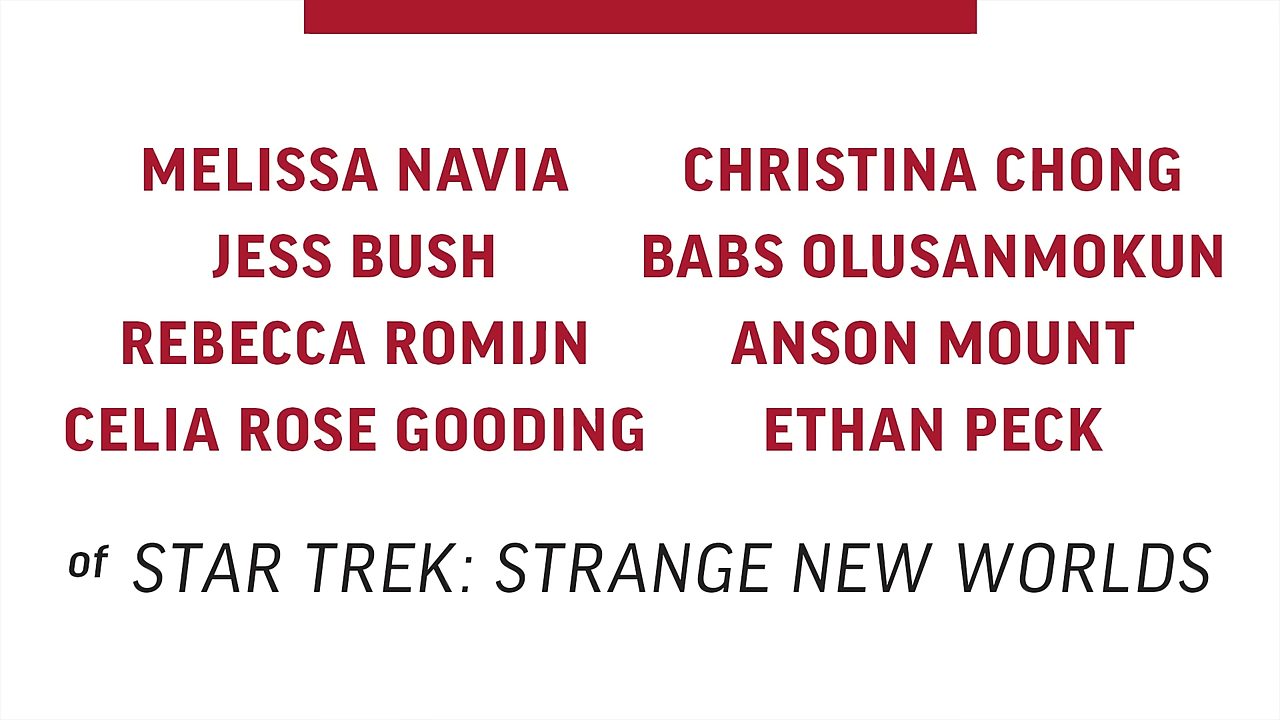 MELISSA NAVIA CHRISTINA CHONG
JESS BUSH BABS OLUSANMOKUN
REBECCA ROMIJN ANSON MOUNT
CELIA ROSE GOODING ETHAN PECK
of STAR TREK: STRANGE NEW WORLDS